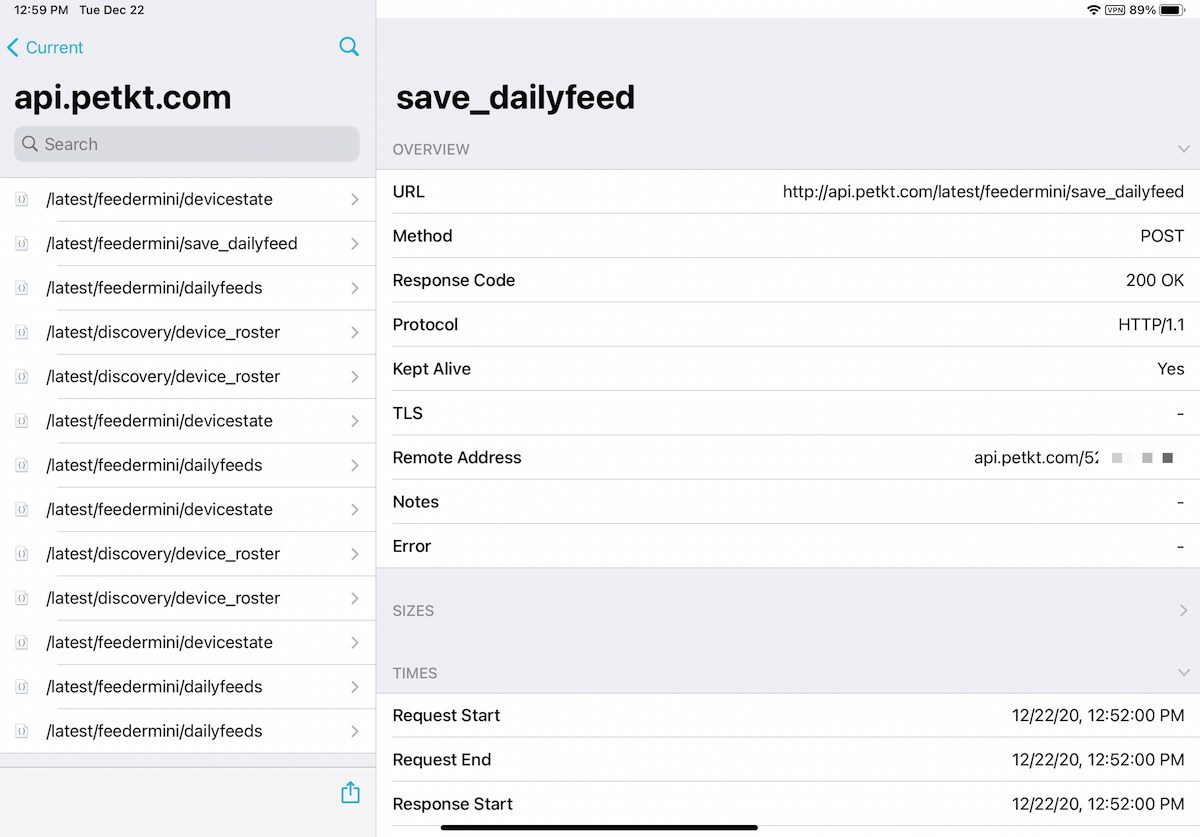 12:59 PM Tue Dec 22
VPN 89%
Current
api.petkt.com
Search
/latest/feedermini/devicestate
/latest/feedermini/save_dailyfeed
/latest/feedermini/dailyfeeds
/latest/discovery/device_roster
/latest/discovery/device_roster
/latest/feedermini/devicestate
/latest/feedermini/dailyfeeds
/latest/feedermini/devicestate
/latest/discovery/device_roster
/latest/discovery/device_roster
/latest/feedermini/devicestate
/latest/feedermini/dailyfeeds
/latest/feedermini/dailyfeeds
save_dailyfeed
OVERVIEW
URL http://api.petkt.com/latest/feedermini/save_dailyfeed
Method POST
Response Code 200 OK
Protocol HTTP/1.1
Kept Alive Yes
TLS -
Remote Address api.petkt.com/52
Notes -
Error -
SIZES
TIMES
Request Start 12/22/20, 12:52:00 PM
Request End 12/22/20, 12:52:00 PM
Response Start 12/22/20, 12:52:00 PM